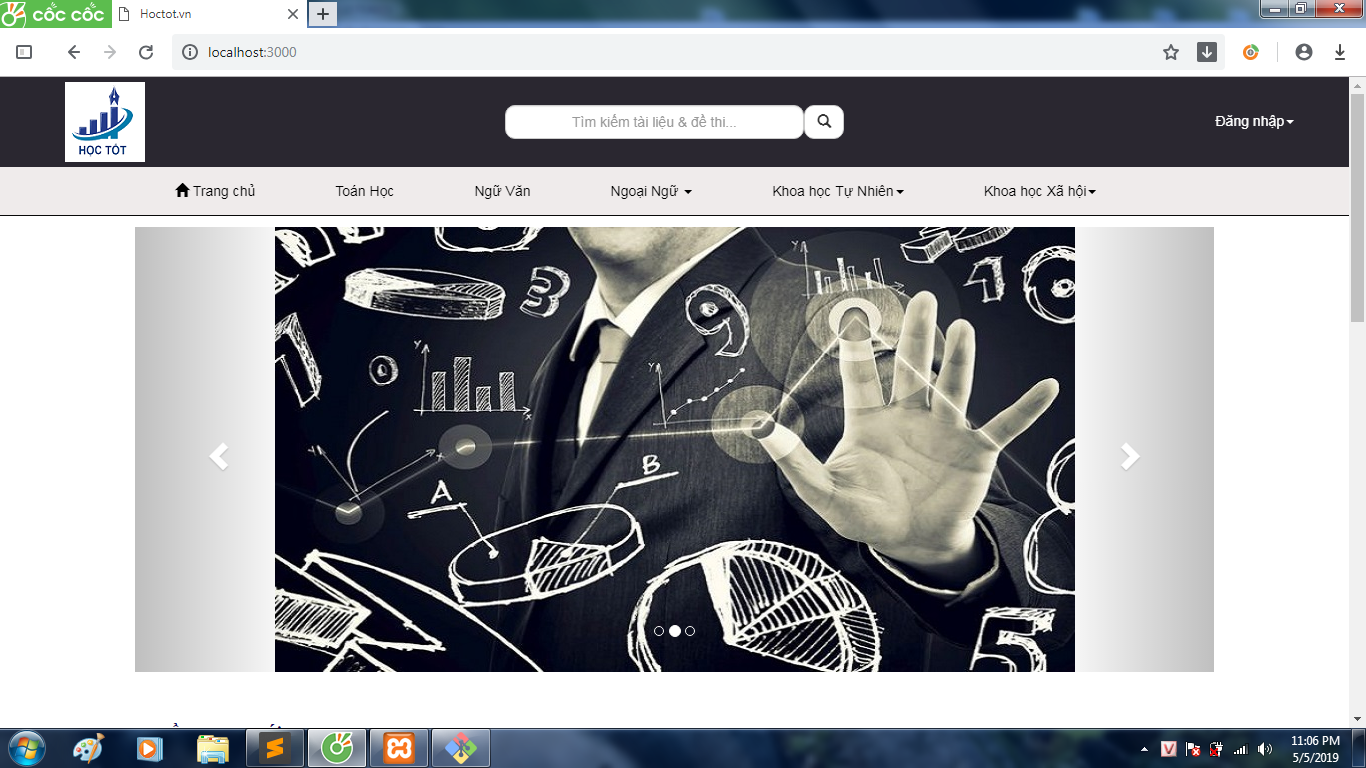 cốc cốc
Hoctot.vn
localhost:3000
HỌC TỐT
Tìm kiếm tài liệu & đề thi...
Đăng nhập
Trang chủ
Toán Học
Ngữ Văn
Ngoại Ngữ
Khoa học Tự Nhiên
Khoa học Xã hội
3
9
1
Y
Y
Y
X
A
B
5
V
11:06 PM
5/5/2019